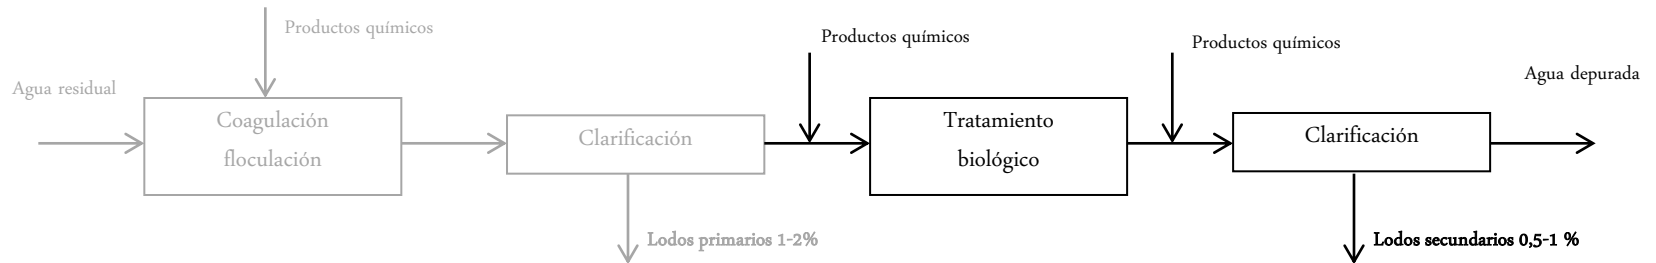 Productos químicos
Productos químicos
Productos químicos
Agua residual
Agua depurada
Coagulación
floculación
Clarificación
Tratamiento
biológico
Clarificación
Lodos primarios 1-2%
Lodos secundarios 0,5-1 %